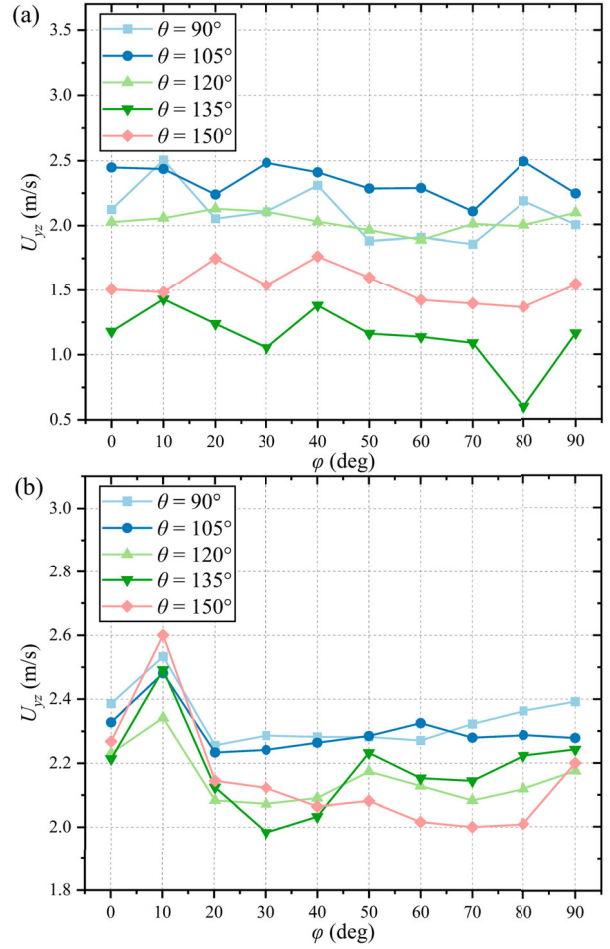 (a)
3.5
3.0
2.5
2.0
1.5
1.0
0.5
U_yz (m/s)
θ = 90°
θ = 105°
θ = 120°
θ = 135°
θ = 150°
0 10 20 30 40 50 60 70 80 90
φ (deg)
(b)
3.0
2.8
2.6
2.4
2.2
2.0
1.8
U_yz (m/s)
θ = 90°
θ = 105°
θ = 120°
θ = 135°
θ = 150°
0 10 20 30 40 50 60 70 80 90
φ (deg)